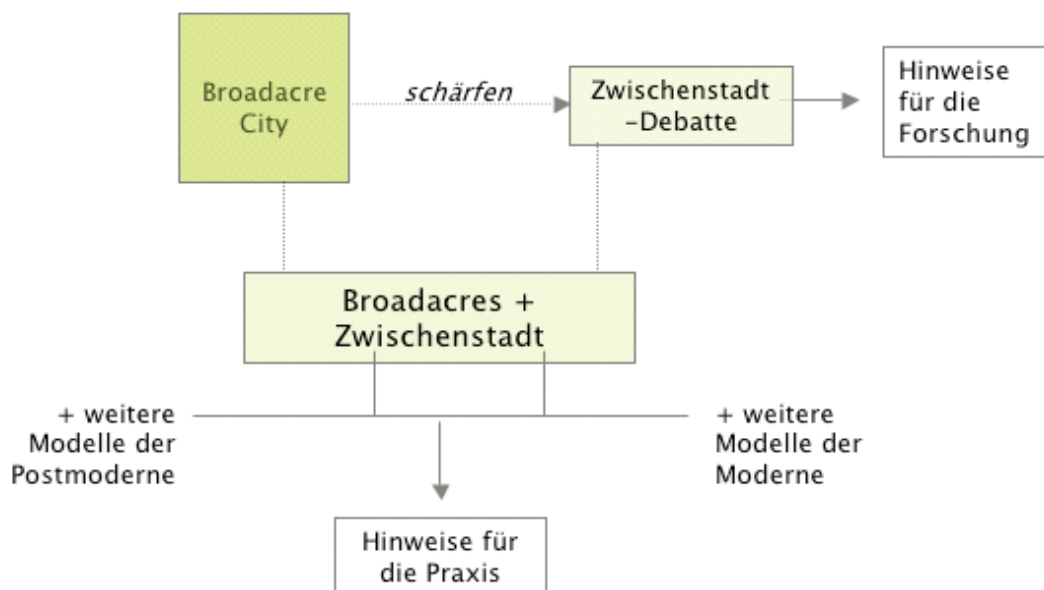 Broadacre
City
schärfen
Zwischenstadt
-Debatte
Hinweise
für die
Forschung
Broadacres +
Zwischenstadt
+ weitere
Modelle der
Postmoderne
+ weitere
Modelle der
Moderne
Hinweise für
die Praxis